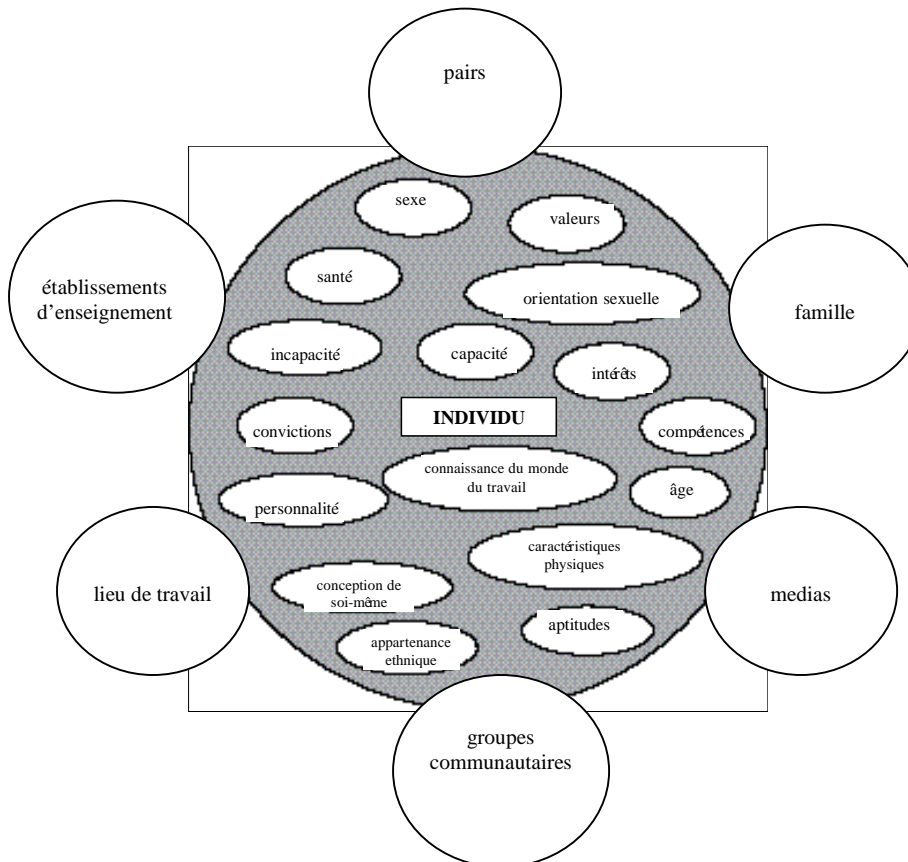 pairs
sexe
valeurs
santé
orientation sexuelle
établissements
d'enseignement
famille
incapacité
capacité
intérêts
INDIVIDU
convictions
compétences
connaissance du monde
du travail
âge
personnalité
caractéristiques
physiques
lieu de travail
conception de
soi-même
medias
aptitudes
appartenance
ethnique
groupes
communautaires